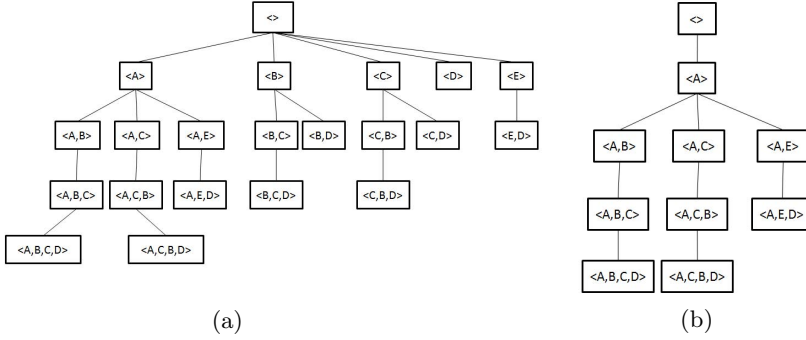 <>
<A> <B> <C> <D> <E>
<A,B> <A,C> <A,E> <B,C> <B,D> <C,B> <C,D> <E,D>
<A,B,C> <A,C,B> <A,E,D> <B,C,D> <C,B,D>
<A,B,C,D> <A,C,B,D>
(a)
<>
<A>
<A,B> <A,C> <A,E>
<A,B,C> <A,C,B> <A,E,D>
<A,B,C,D> <A,C,B,D>
(b)